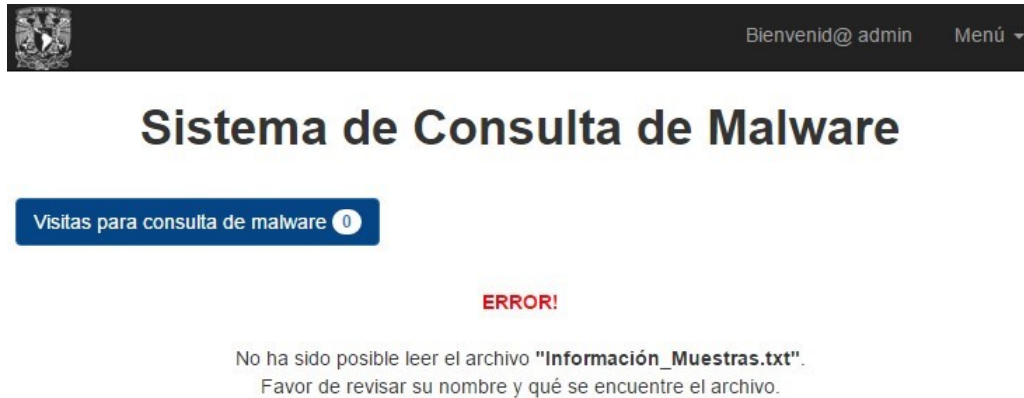 Bienvenid@ admin Menú
Sistema de Consulta de Malware
Visitas para consulta de malware 0
ERROR!
No ha sido posible leer el archivo "Información_Muestras.txt".
Favor de revisar su nombre y qué se encuentre el archivo.